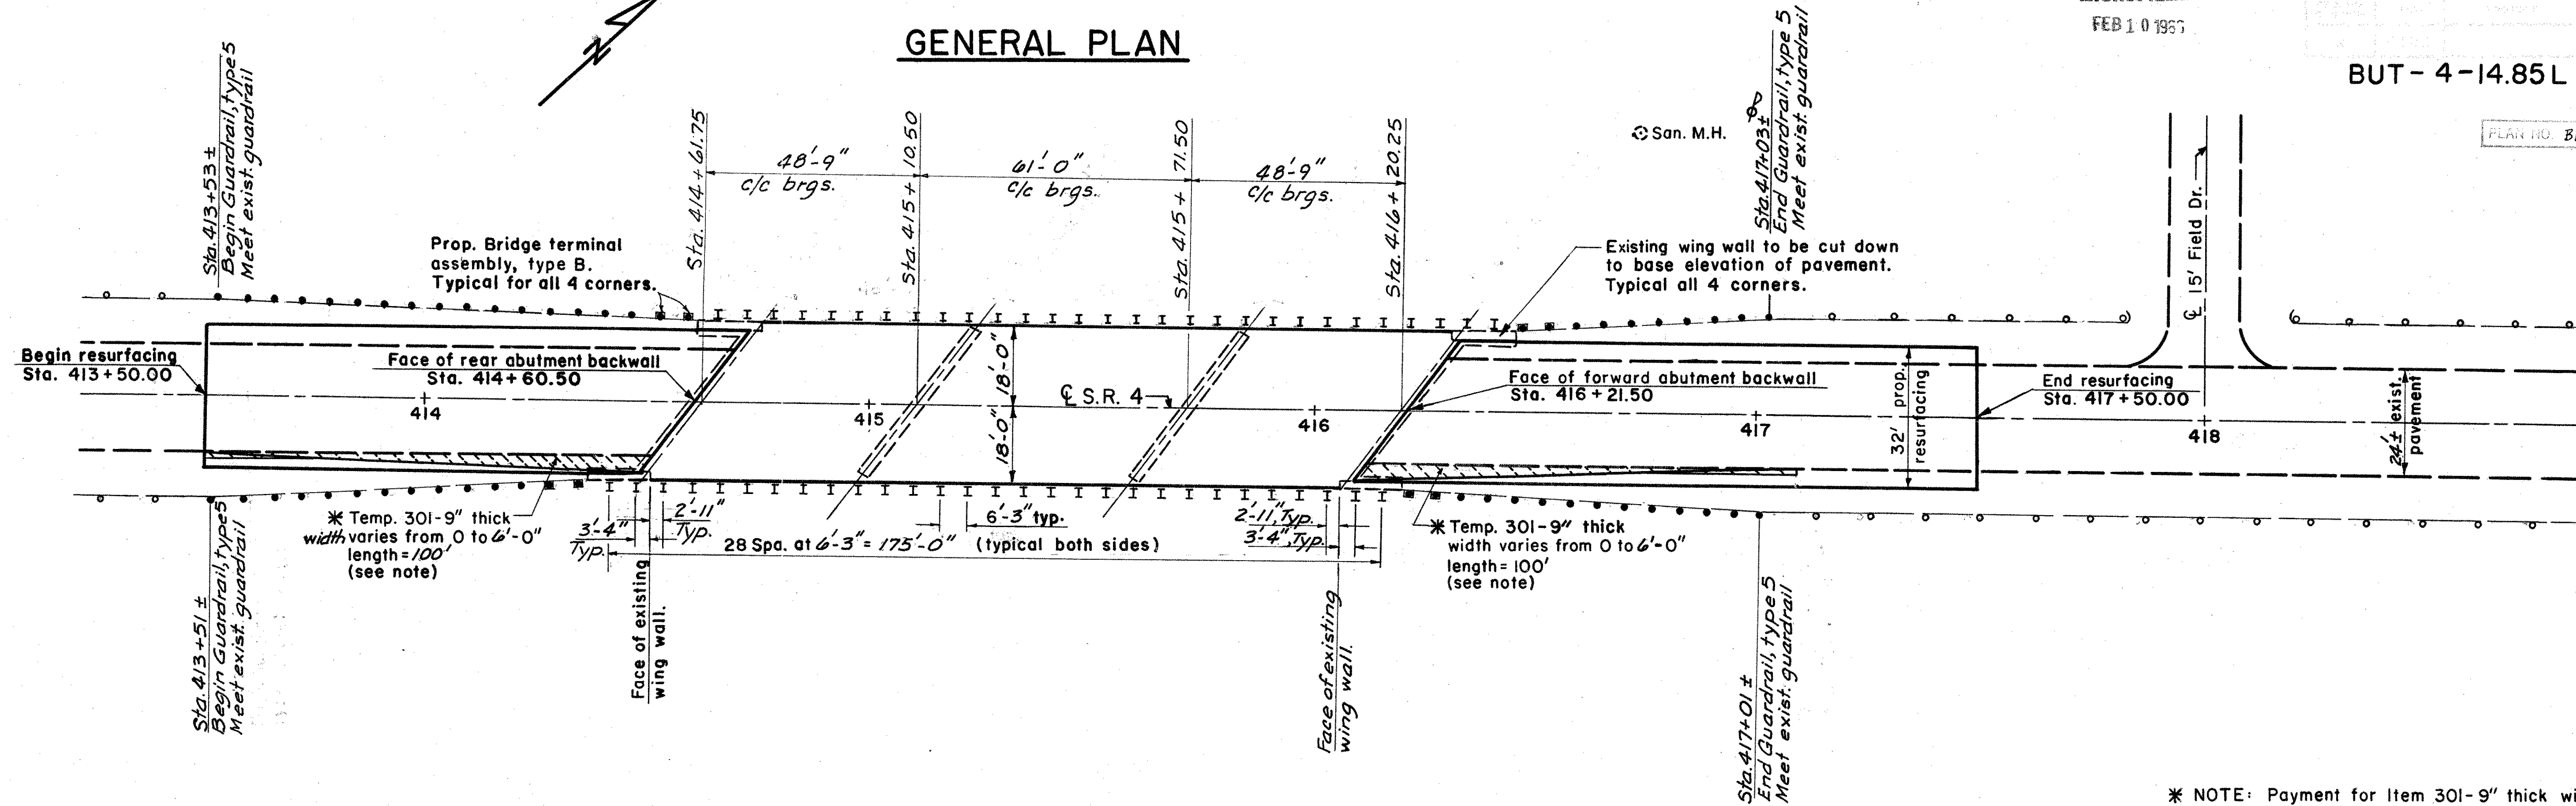 GENERAL PLAN
FEB 10 196
BUT-4-14.85L
PLAN NO. B
N
Sta. 413+53 ±
Begin Guardrail, type 5
Meet exist. guardrail
Sta. 414+61.75
48'-9"
c/c brgs.
Sta. 415+10.50
61'-0"
c/c brgs.
Sta. 415+71.50
48'-9"
c/c brgs.
Sta. 416+20.25
San. M.H.
Sta. 417+03±
End Guardrail, type 5
Meet exist. guardrail
℄ 15' Field Dr.
Prop. Bridge terminal
assembly, type B.
Typical for all 4 corners.
Existing wing wall to be cut down
to base elevation of pavement.
Typical all 4 corners.
Begin resurfacing
Sta. 413+50.00
Face of rear abutment backwall
Sta. 414+60.50
18'-0"
18'-0"
℄ S.R. 4
Face of forward abutment backwall
Sta. 416+21.50
32' prop.
resurfacing
End resurfacing
Sta. 417+50.00
24'± exist.
pavement
414
415
416
417
418
✱ Temp. 301-9" thick
width varies from 0 to 6'-0"
length=100'
(see note)
3'-4"
Typ.
2'-11"
Typ.
6'-3" typ.
28 Spa. at 6'-3" = 175'-0" (typical both sides)
2'-11", Typ.
3'-4", Typ.
✱ Temp. 301-9" thick
width varies from 0 to 6'-0"
length= 100'
(see note)
Sta. 413+51 ±
Begin Guardrail, type 5
Meet exist. guardrail
Face of existing
wing wall.
Face of existing
wing wall.
Sta. 417+01 ±
End Guardrail, type 5
Meet exist. guardrail
✱ NOTE: Payment for Item 301-9" thick wi